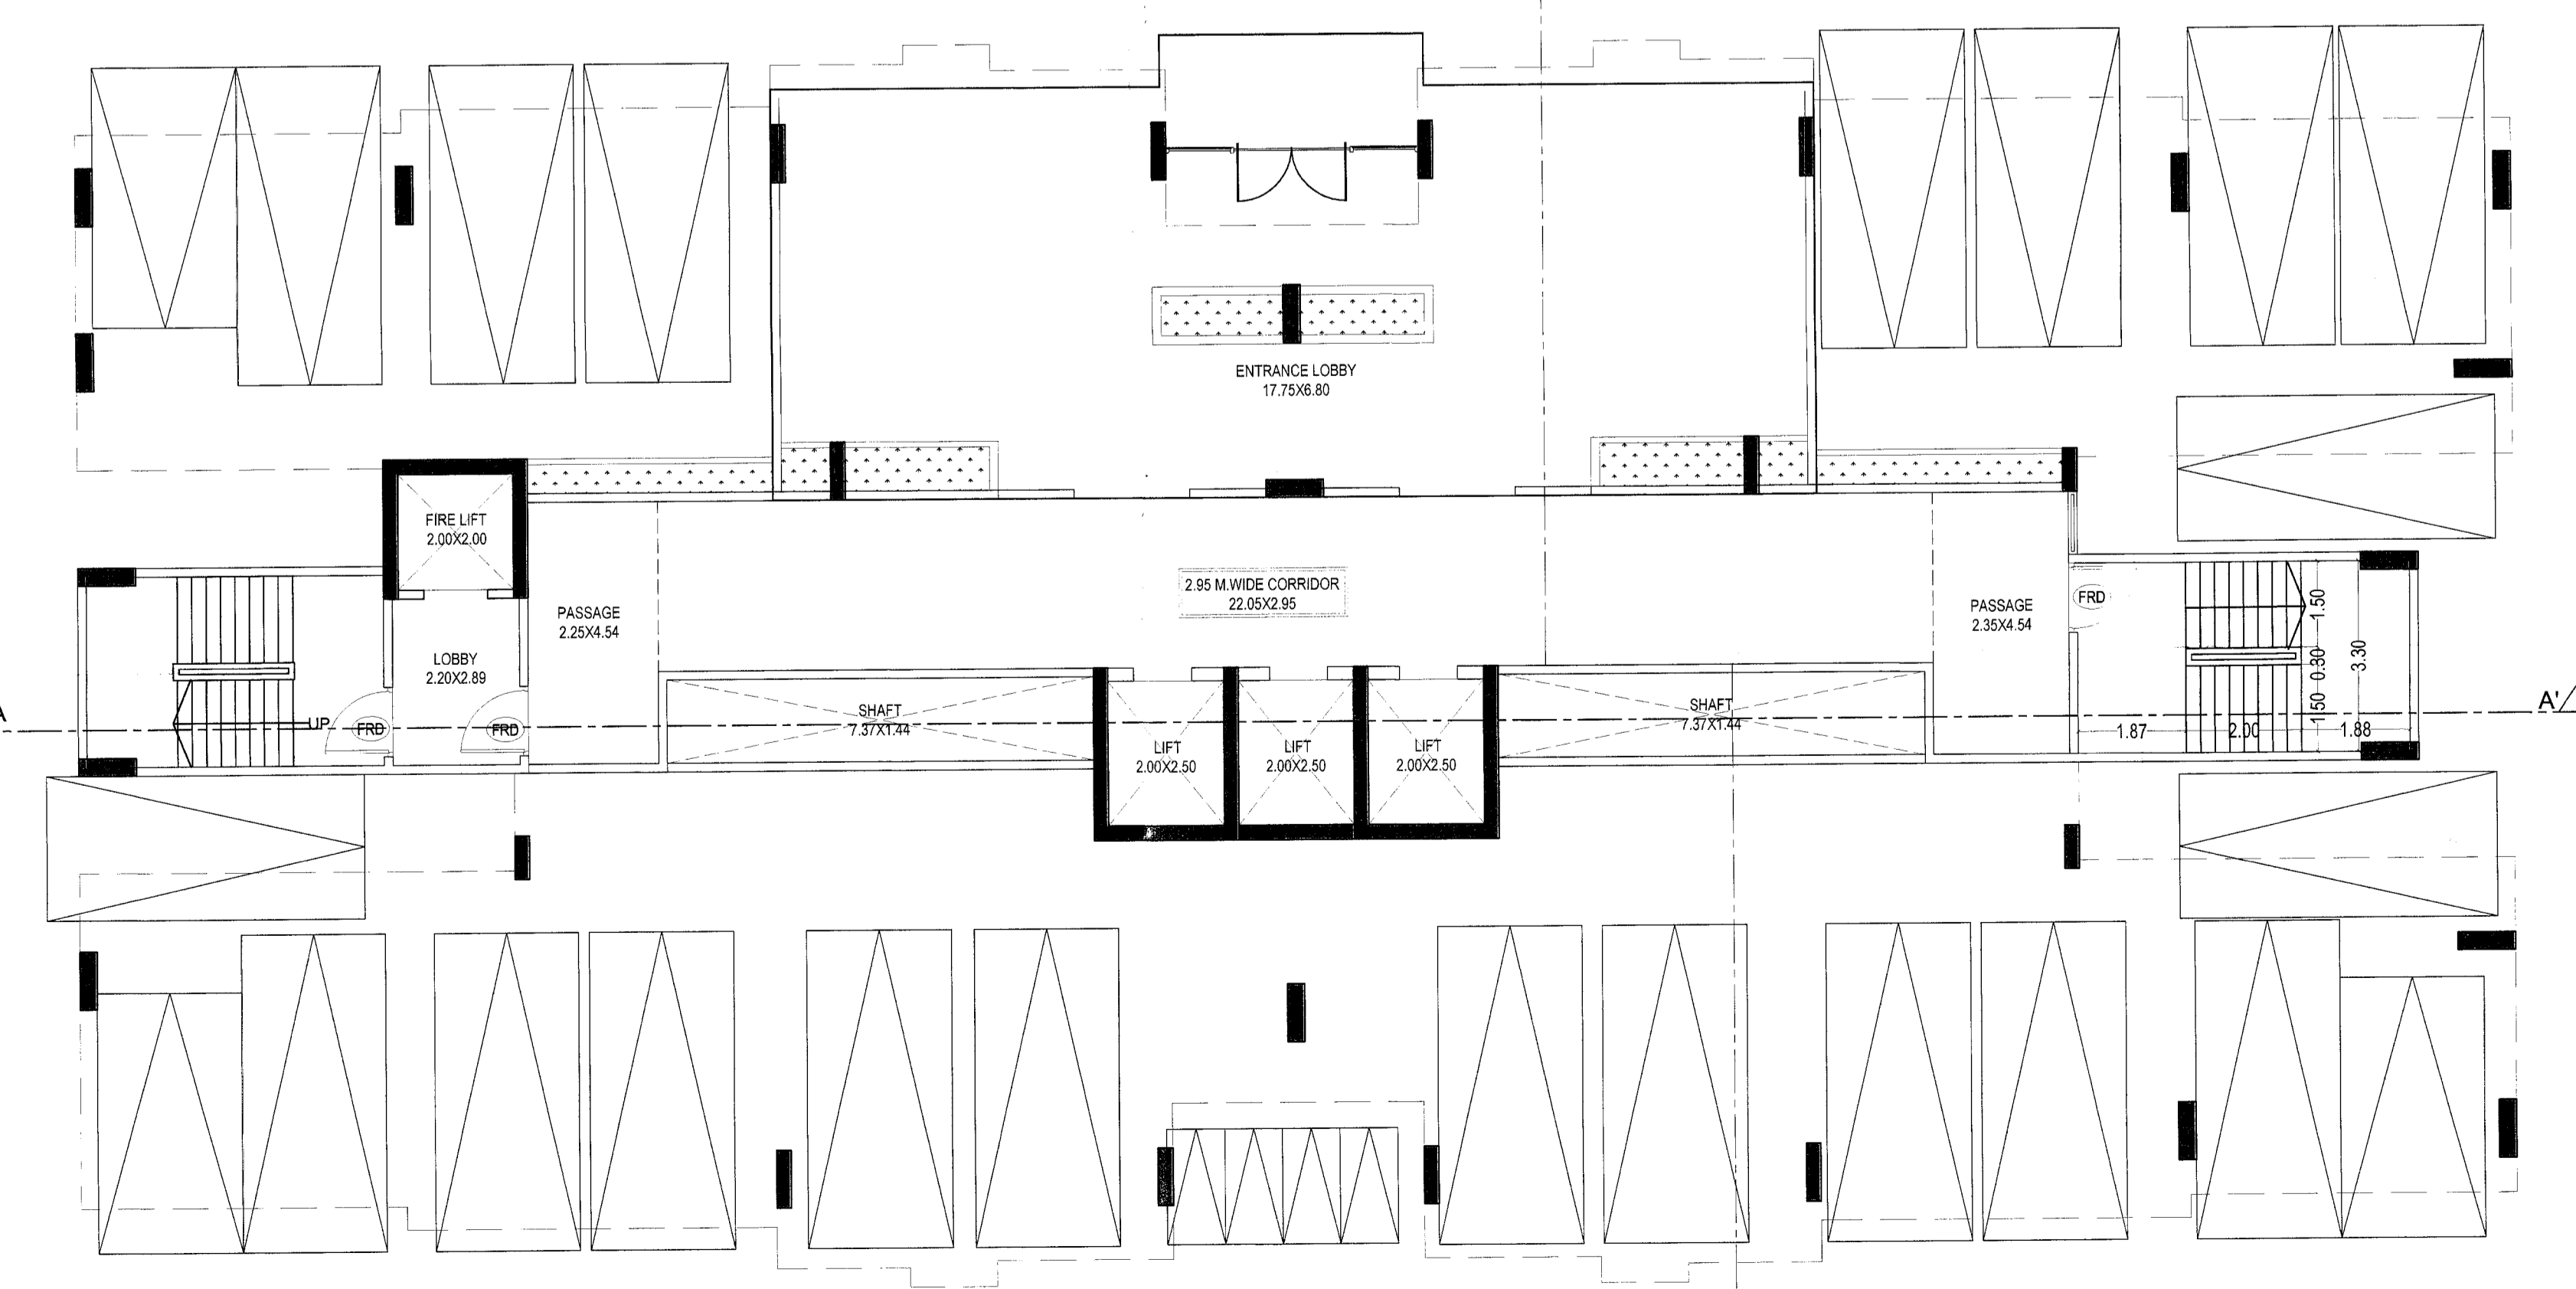 ENTRANCE LOBBY
17.75X6.80
FIRE LIFT
2.00X2.00
2.95 M.WIDE CORRIDOR
22.05X2.95
PASSAGE
2.25X4.54
PASSAGE
2.35X4.54
FRD
1.50
0.30
1.50
3.30
LOBBY
2.20X2.89
UP
FRD
FRD
SHAFT
7.37X1.44
SHAFT
7.37X1.44
LIFT
2.00X2.50
LIFT
2.00X2.50
LIFT
2.00X2.50
1.87
2.00
1.88
A
A'